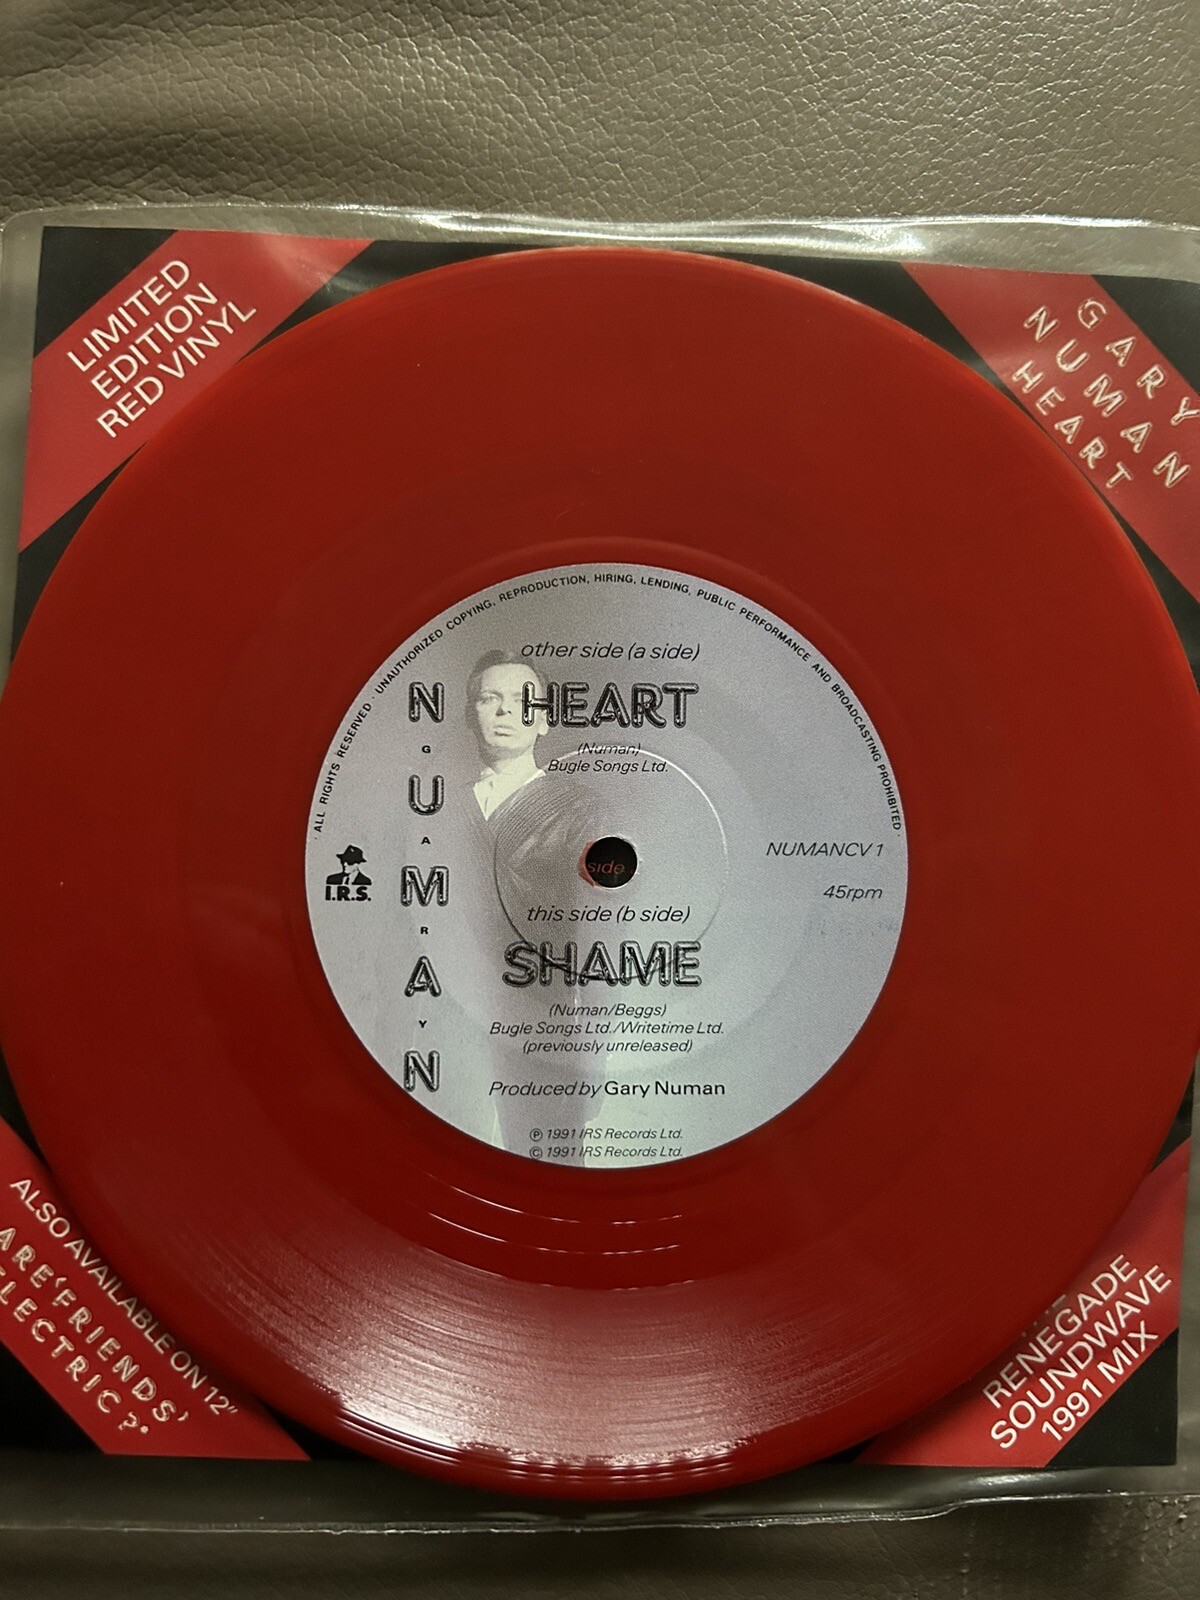 LIMITED
EDITION
RED VINYL
GARY
NUMAN
HEART
· ALL RIGHTS RESERVED · UNAUTHORIZED COPYING, REPRODUCTION, HIRING, LENDING, PUBLIC PERFORMANCE AND BROADCASTING PROHIBITED ·
other side (a side)
HEART
(Numan)
Bugle Songs Ltd.
NUMAN
GARY
I.R.S.
side
NUMANCV 1
45rpm
this side (b side)
SHAME
(Numan/Beggs)
Bugle Songs Ltd./Writetime Ltd.
(previously unreleased)
Produced by Gary Numan
℗ 1991 IRS Records Ltd.
© 1991 IRS Records Ltd.
ALSO AVAILABLE ON 12"
ARE 'FRIENDS'
ELECTRIC?•
RENEGADE
SOUNDWAVE
1991 MIX